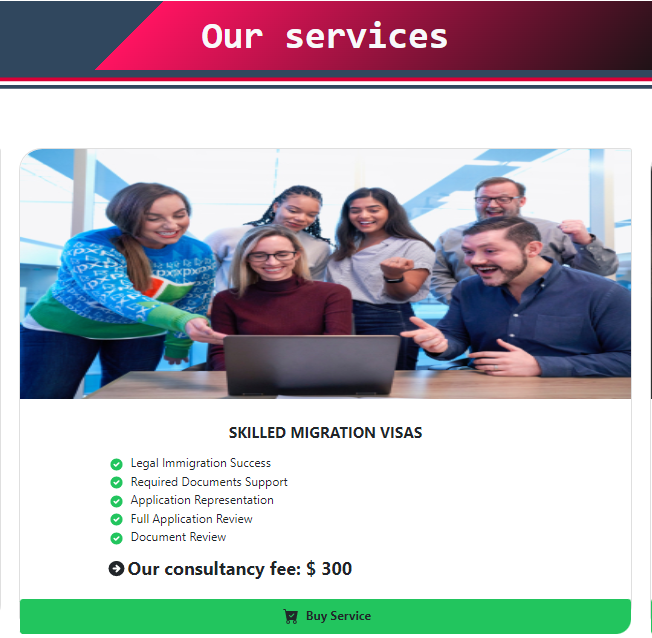 Our services
SKILLED MIGRATION VISAS
Legal Immigration Success
Required Documents Support
Application Representation
Full Application Review
Document Review
Our consultancy fee: $ 300
Buy Service